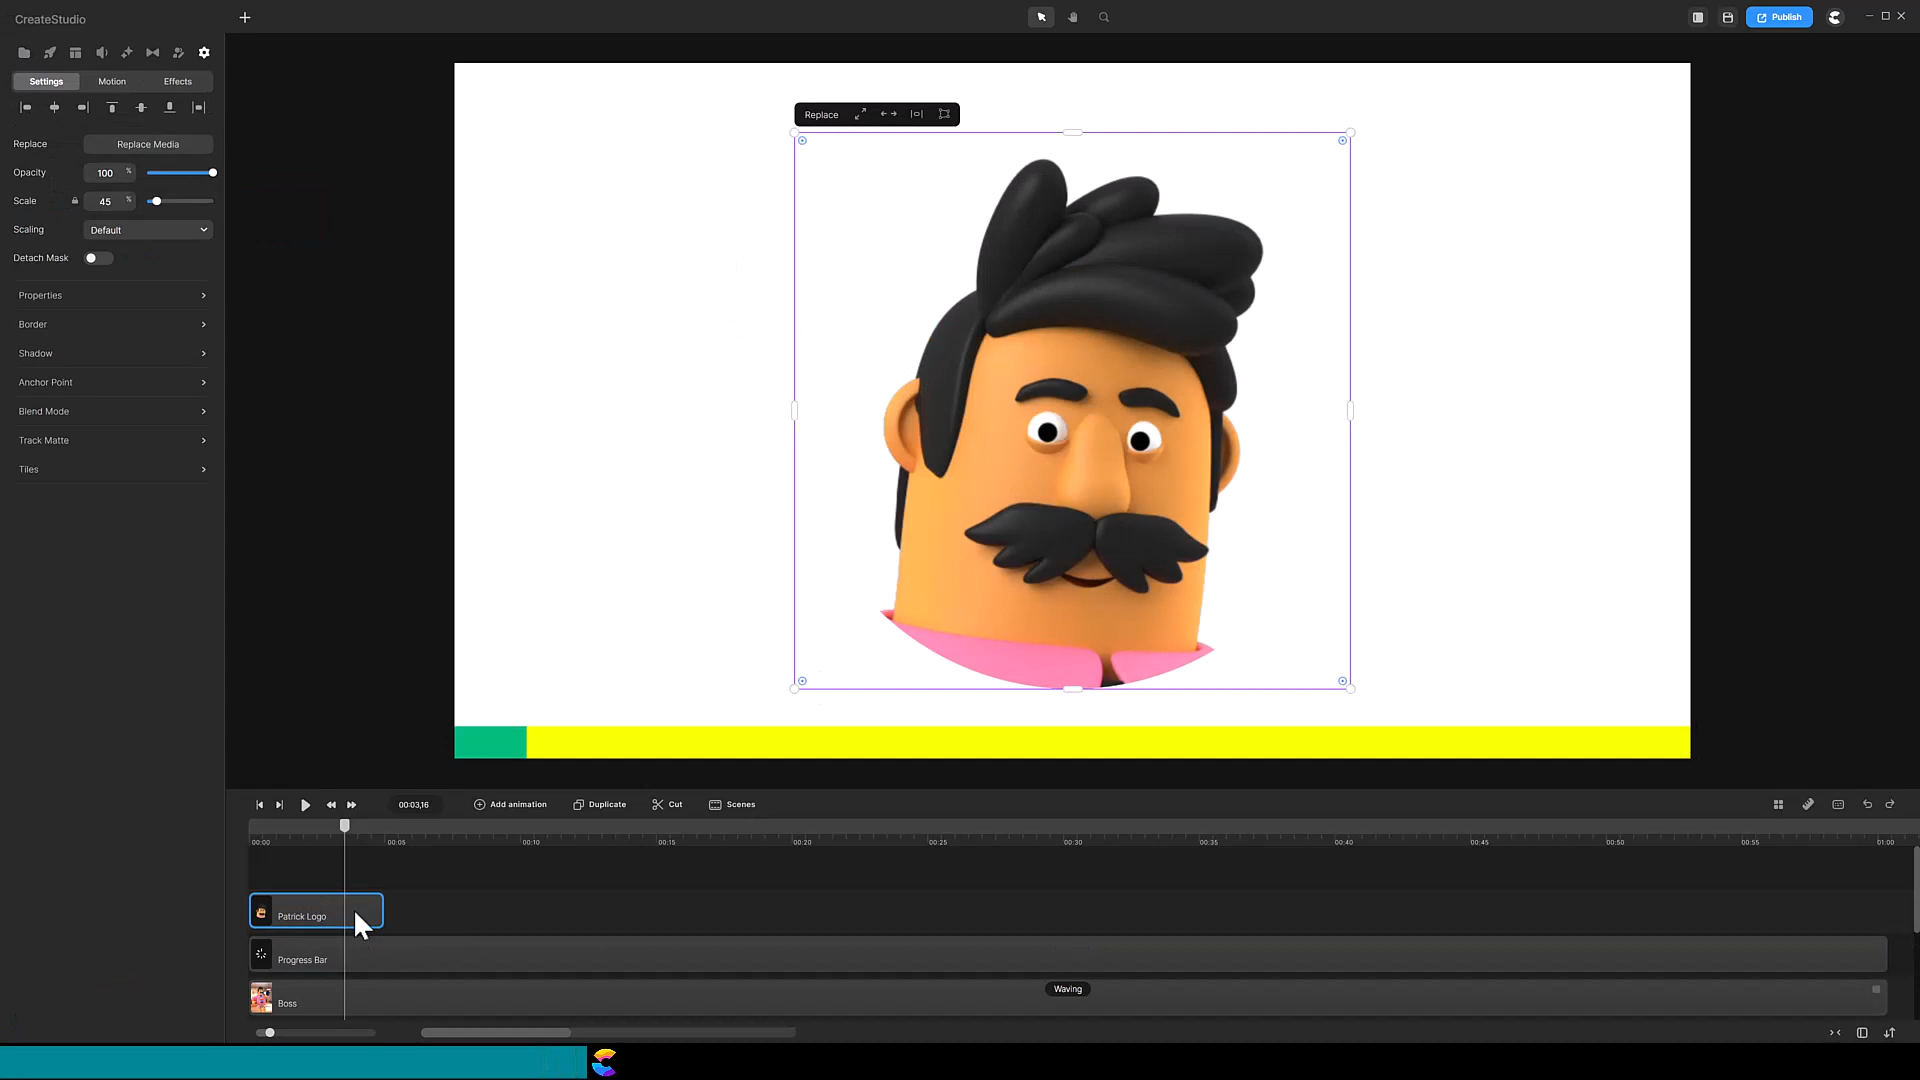 CreateStudio
Publish
Settings Motion Effects
Replace Replace Media
Opacity 100 %
Scale 45 %
Scaling Default
Detach Mask
Properties
Border
Shadow
Anchor Point
Blend Mode
Track Matte
Tiles
Replace
00:03,16 Add animation Duplicate Cut Scenes
00:00 00:05 00:10 00:15 00:20 00:25 00:30 00:35 00:40 00:45 00:50 00:55 01:00
Patrick Logo
Progress Bar
Waving
Boss